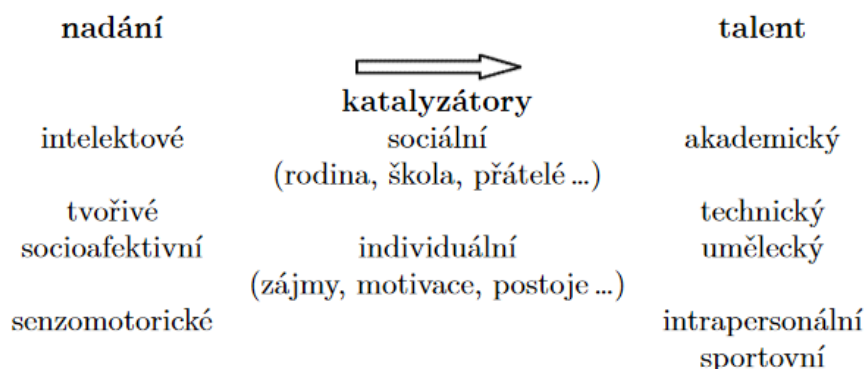 nadání talent
katalyzátory
intelektové sociální akademický
(rodina, škola, přátelé ...)
tvořivé technický
socioafektivní individuální umělecký
(zájmy, motivace, postoje ...)
senzomotorické intrapersonální
sportovní